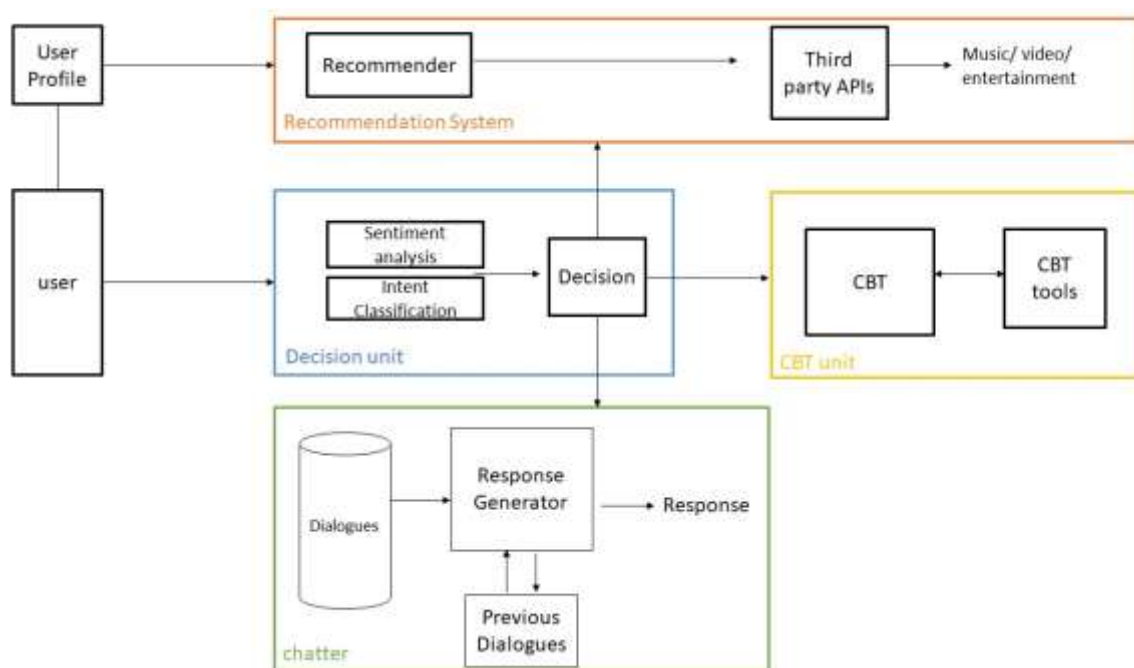 User
Profile
Recommender
Third
party APIs
Music/ video/
entertainment
Recommendation System
user
Sentiment
analysis
Intent
Classification
Decision
Decision unit
CBT
CBT
tools
CBT unit
Dialogues
Response
Generator
Response
Previous
Dialogues
chatter